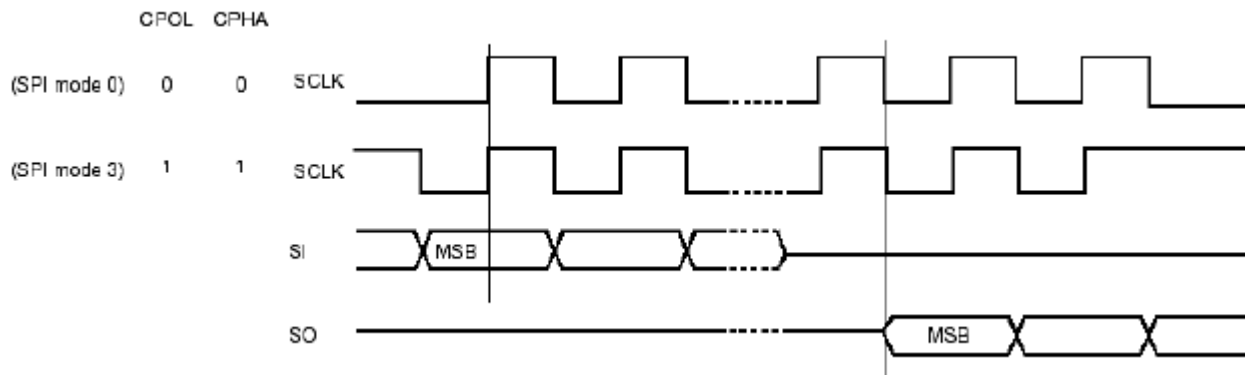 CPOL CPHA
(SPI mode 0) 0 0 SCLK
(SPI mode 3) 1 1 SCLK
SI MSB
SO MSB